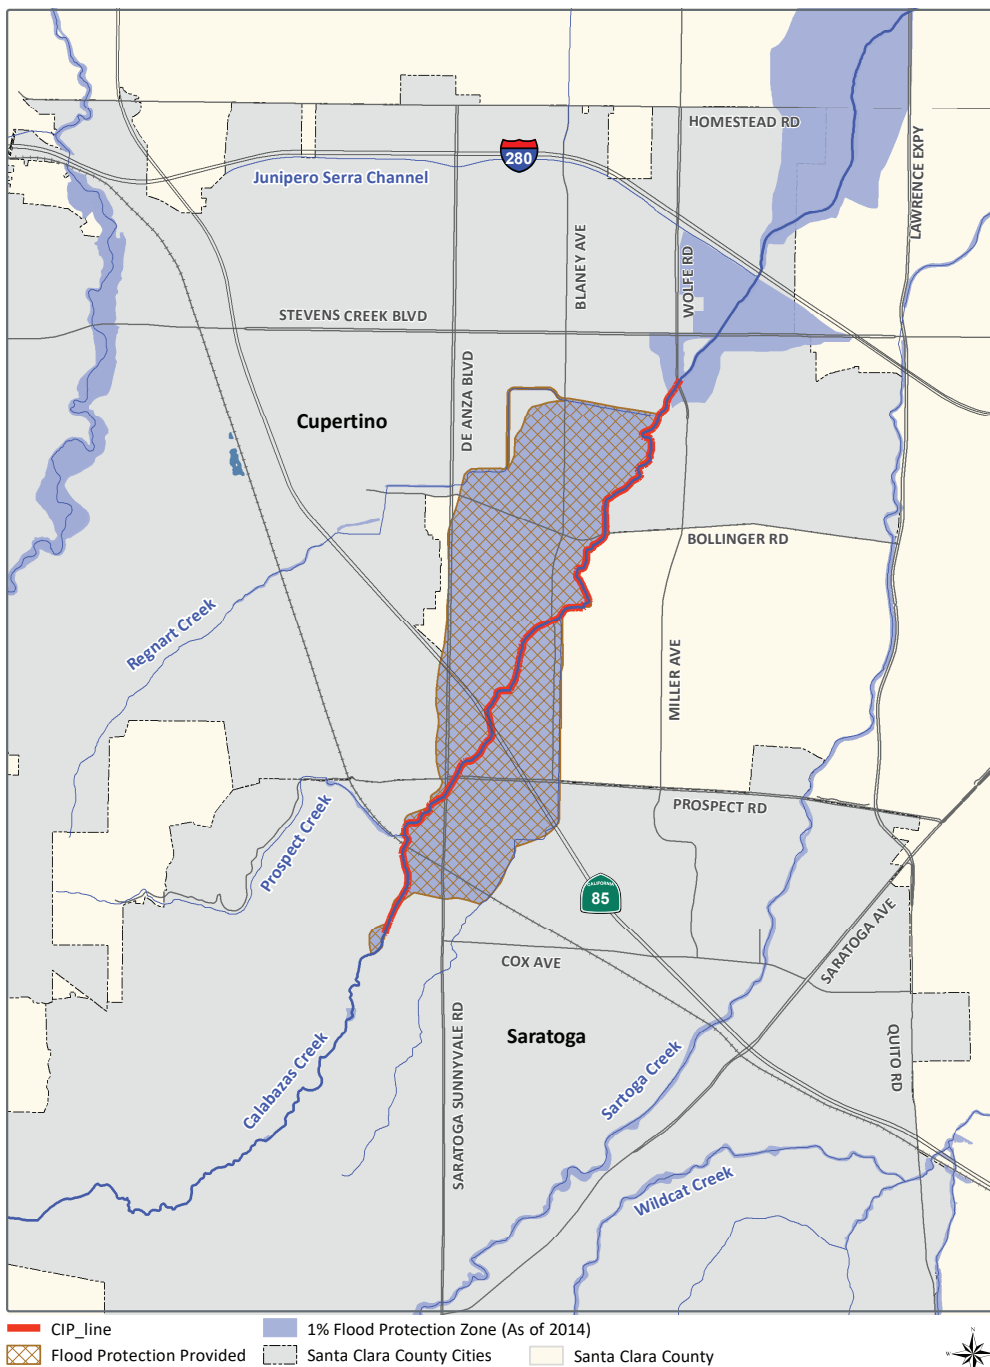 HOMESTEAD RD
280
Junipero Serra Channel
LAWRENCE EXPY
BLANEY AVE
WOLFE RD
STEVENS CREEK BLVD
DE ANZA BLVD
Cupertino
BOLLINGER RD
Regnart Creek
MILLER AVE
PROSPECT RD
Prospect Creek
CALIFORNIA
85
SARATOGA AVE
COX AVE
Saratoga
SARATOGA SUNNYVALE RD
QUITO RD
Calabazas Creek
Sartoga Creek
Wildcat Creek
CIP_line
1% Flood Protection Zone (As of 2014)
Flood Protection Provided
Santa Clara County Cities
Santa Clara County
N
W